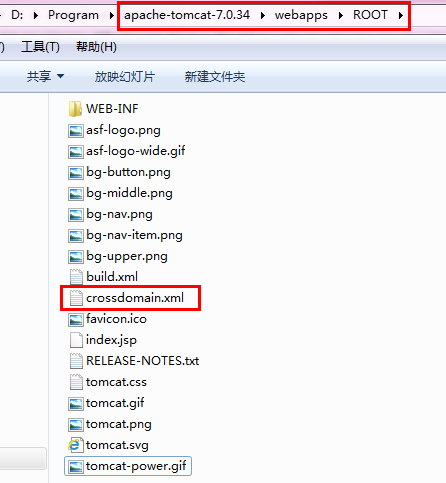 D: Program apache-tomcat-7.0.34 webapps ROOT
工具(T) 帮助(H)
共享 放映幻灯片 新建文件夹
WEB-INF
asf-logo.png
asf-logo-wide.gif
bg-button.png
bg-middle.png
bg-nav.png
bg-nav-item.png
bg-upper.png
build.xml
crossdomain.xml
favicon.ico
index.jsp
RELEASE-NOTES.txt
tomcat.css
tomcat.gif
tomcat.png
tomcat.svg
tomcat-power.gif